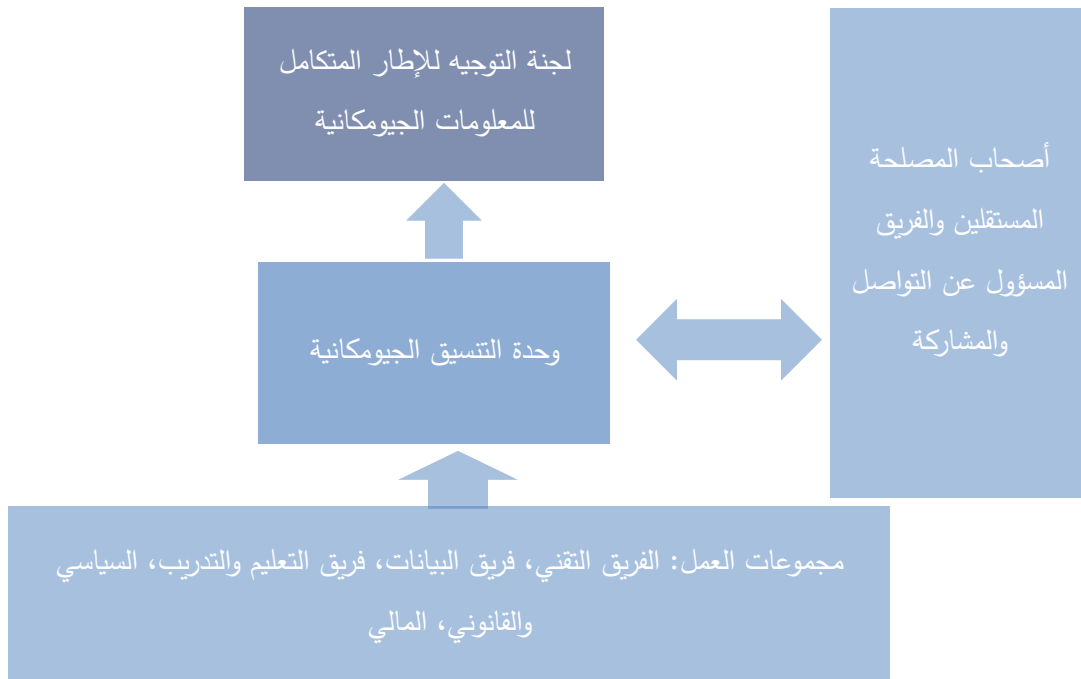 لجنة التوجيه للإطار المتكامل
للمعلومات الجيومكانية
أصحاب المصلحة
المستقلين والفريق
المسؤول عن التواصل
والمشاركة
وحدة التنسيق الجيومكانية
مجموعات العمل: الفريق التقني، فريق البيانات، فريق التعليم والتدريب، السياسي
والقانوني، المالي